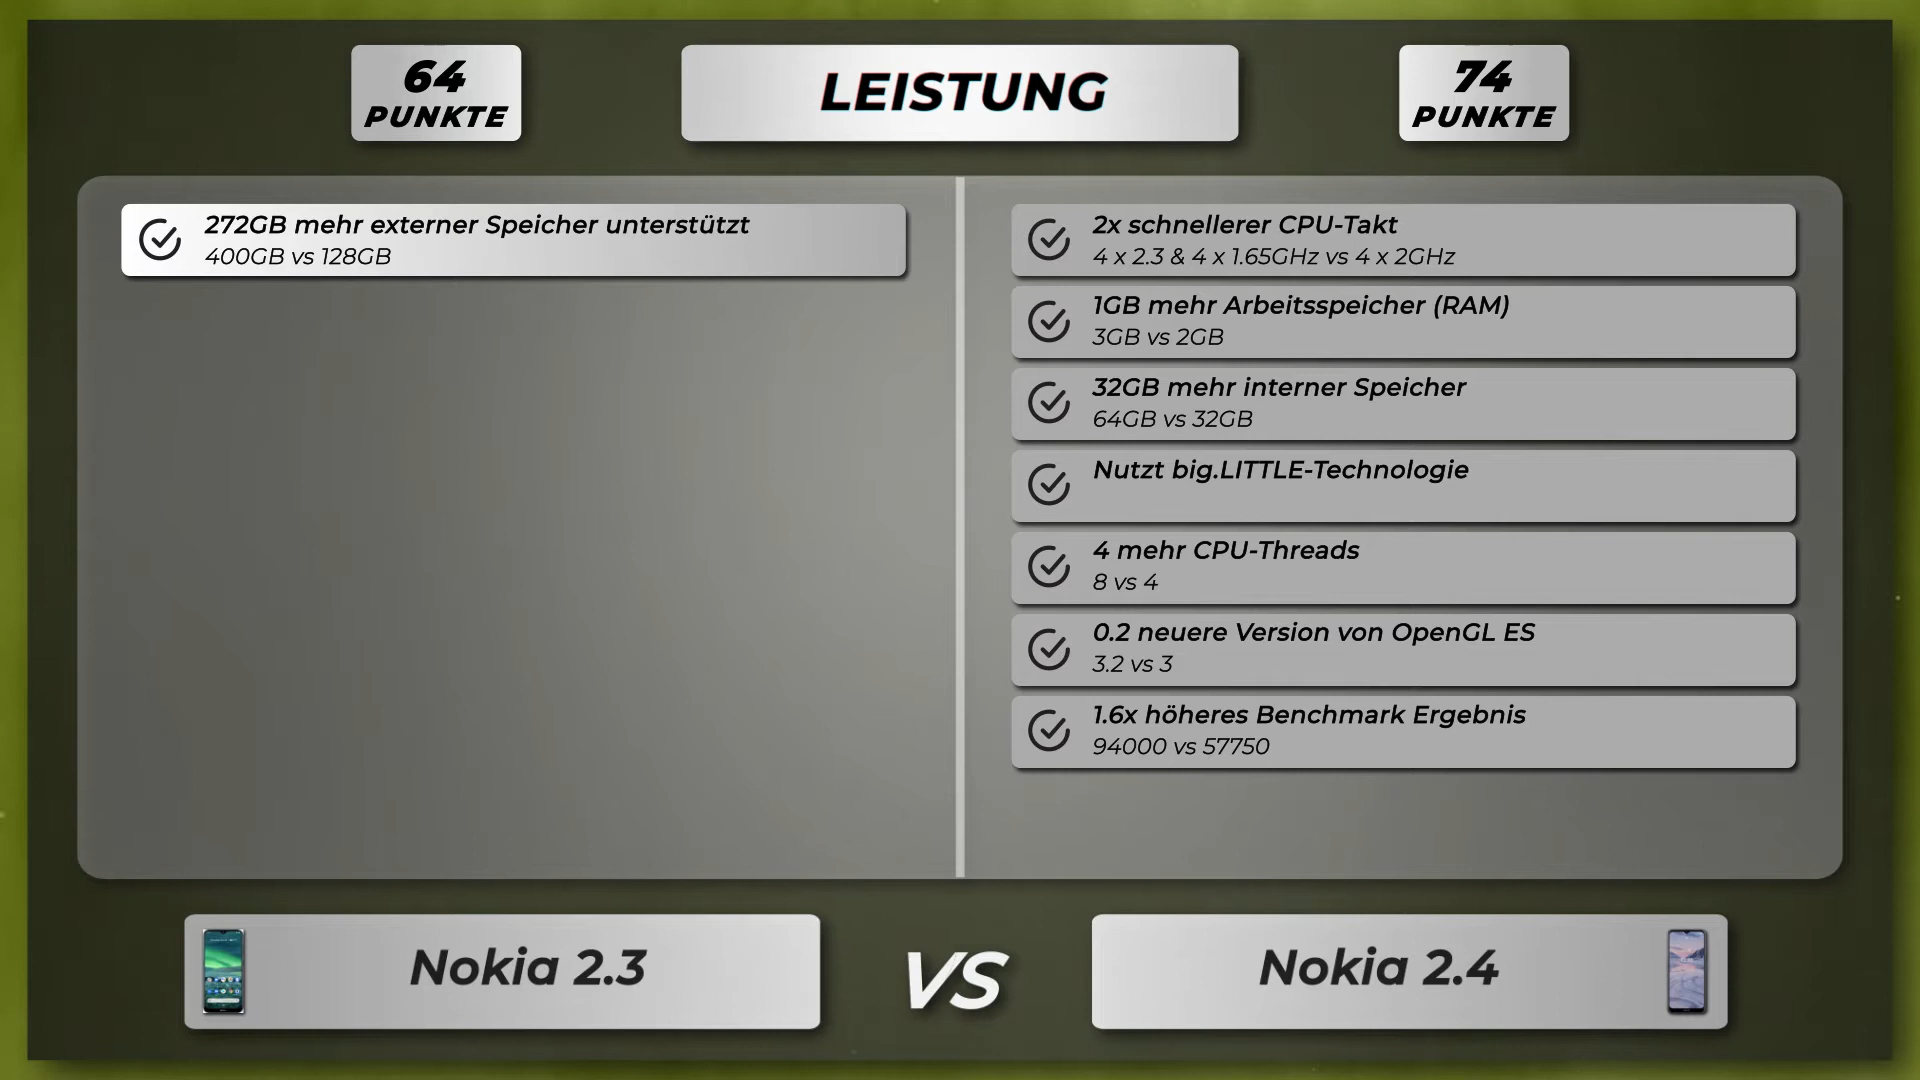 64
PUNKTE
LEISTUNG
74
PUNKTE
272GB mehr externer Speicher unterstützt
400GB vs 128GB
2x schnellerer CPU-Takt
4 x 2.3 & 4 x 1.65GHz vs 4 x 2GHz
1GB mehr Arbeitsspeicher (RAM)
3GB vs 2GB
32GB mehr interner Speicher
64GB vs 32GB
Nutzt big.LITTLE-Technologie
4 mehr CPU-Threads
8 vs 4
0.2 neuere Version von OpenGL ES
3.2 vs 3
1.6x höheres Benchmark Ergebnis
94000 vs 57750
Nokia 2.3
VS
Nokia 2.4